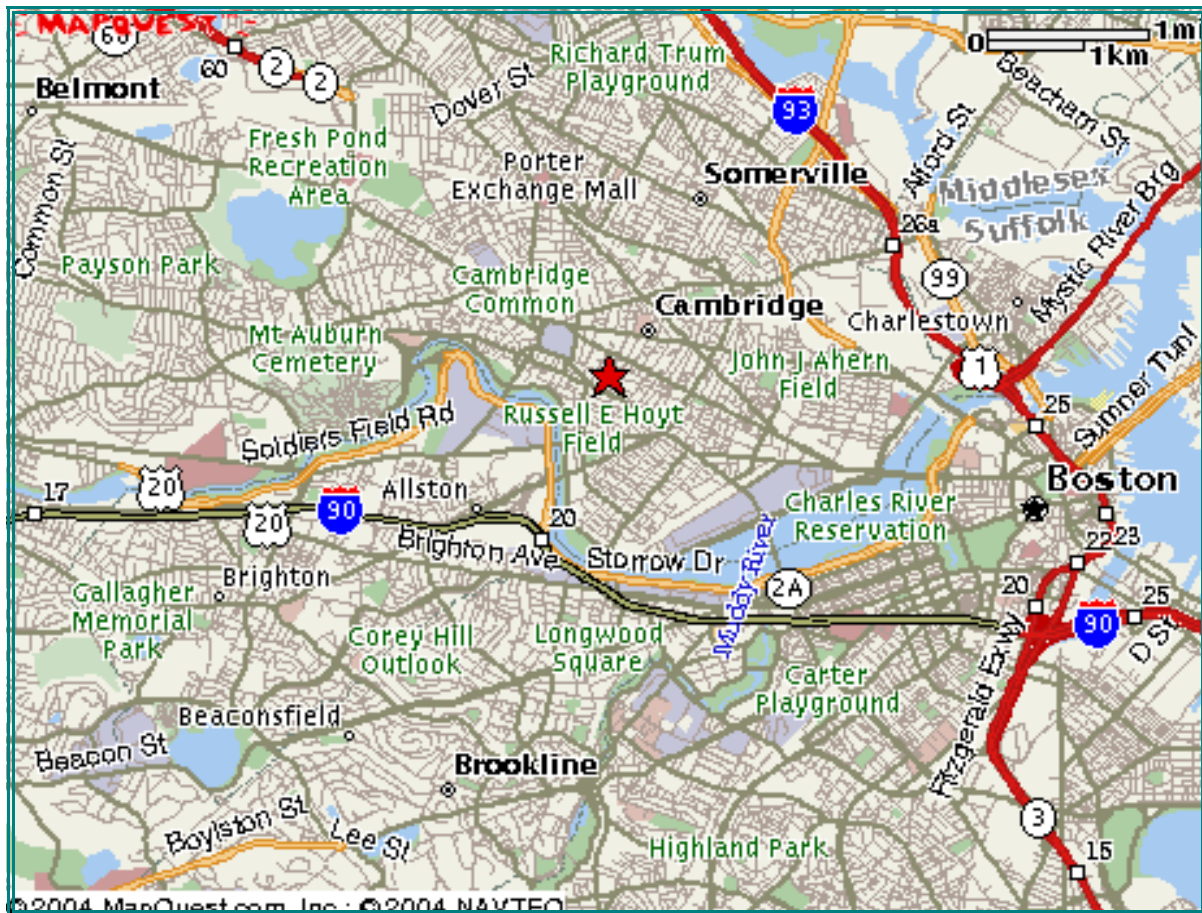 MAPQUEST
60
0 1mi
1km
2 2
60
Belmont
Richard Trum
Playground
Dover St
93
Beacham St
Alford St
Fresh Pond
Recreation
Area
Porter
Exchange Mall
Somerville
Middlesex
Suffolk
Common St
26a
Mystic River Brg
Payson Park
Cambridge
Common
99
Cambridge
Charlestown
Mt Auburn
Cemetery
John J Ahern
Field
1
Sumner Tunl
Russell E Hoyt
Field
25
Soldiers Field Rd
Boston
17
20
Allston
90
20
20
Charles River
Reservation
22
23
Brighton Ave
Storrow Dr
Muddy River
2A
Brighton
Gallagher
Memorial
Park
20
90
25
D St
Corey Hill
Outlook
Longwood
Square
Carter
Playground
Fitzgerald Exwy
Beaconsfield
Beacon St
Brookline
Boylston St
Lee St
3
Highland Park
15
©2004 MapQuest.com, Inc.; ©2004 NAVTEQ